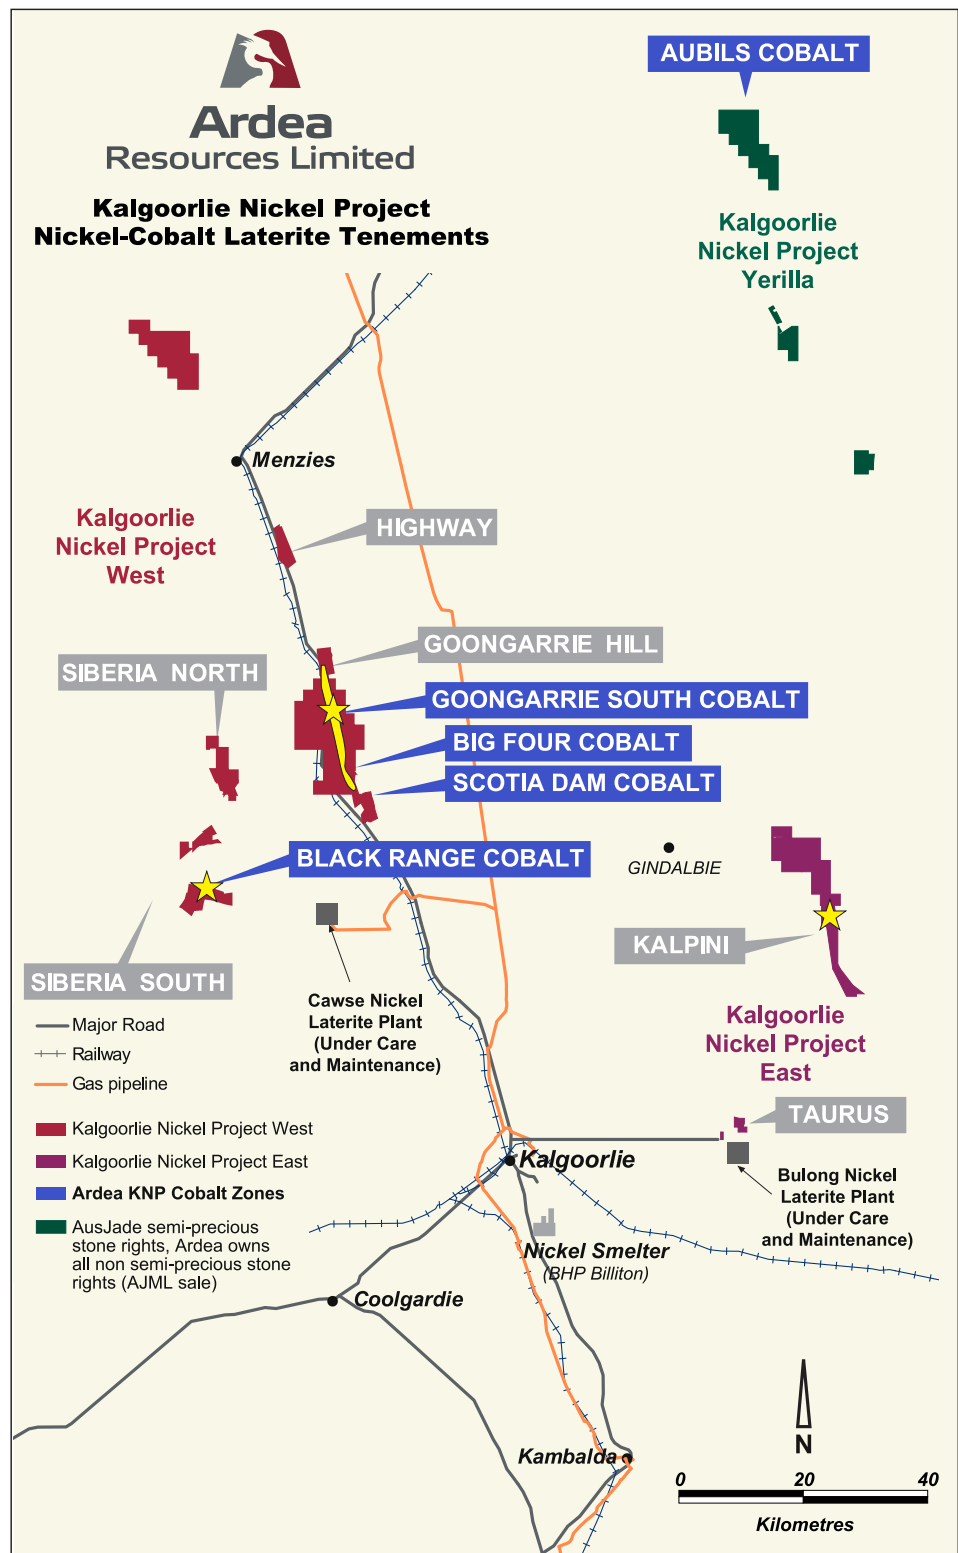 Ardea
Resources Limited
Kalgoorlie Nickel Project
Nickel-Cobalt Laterite Tenements
AUBILS COBALT
Kalgoorlie
Nickel Project
Yerilla
Menzies
Kalgoorlie
Nickel Project
West
HIGHWAY
GOONGARRIE HILL
SIBERIA NORTH
GOONGARRIE SOUTH COBALT
BIG FOUR COBALT
SCOTIA DAM COBALT
BLACK RANGE COBALT
GINDALBIE
KALPINI
SIBERIA SOUTH
Cawse Nickel
Laterite Plant
(Under Care
and Maintenance)
Kalgoorlie
Nickel Project
East
Major Road
Railway
Gas pipeline
Kalgoorlie Nickel Project West
Kalgoorlie Nickel Project East
Ardea KNP Cobalt Zones
AusJade semi-precious
stone rights, Ardea owns
all non semi-precious stone
rights (AJML sale)
TAURUS
Kalgoorlie
Bulong Nickel
Laterite Plant
(Under Care
and Maintenance)
Nickel Smelter
(BHP Billiton)
Coolgardie
Kambalda
N
0 20 40
Kilometres